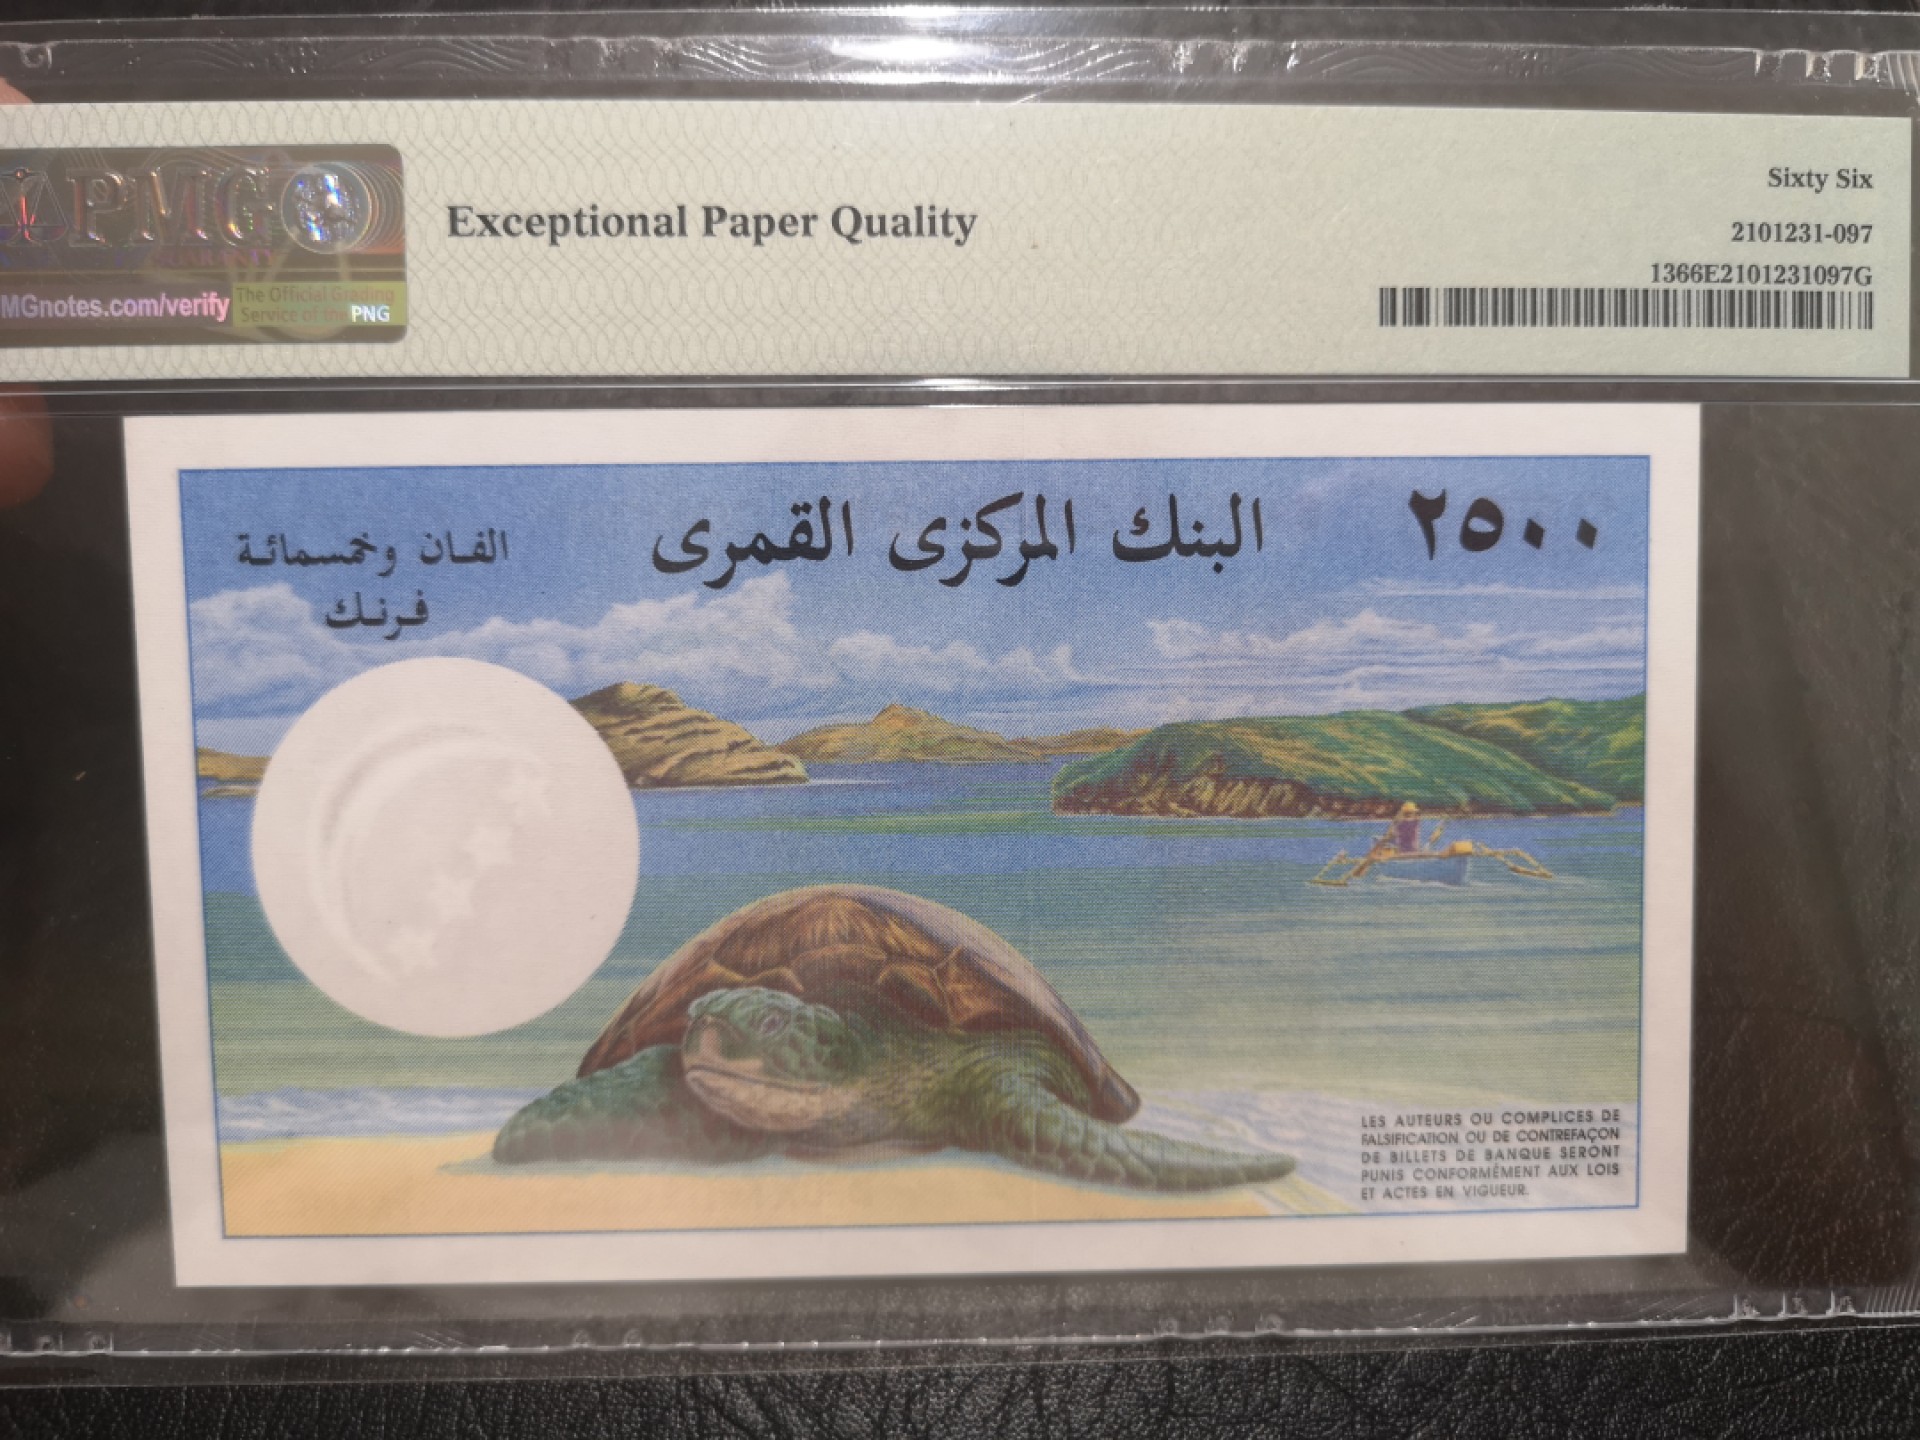 PMG
MGnotes.com/verify
The Official Grading
Service of the PNG
Exceptional Paper Quality
Sixty Six
2101231-097
1366E2101231097G
٢٥٠٠
البنك المركزى القمرى
الفان وخمسمائة
فرنك
LES AUTEURS OU COMPLICES DE
FALSIFICATION OU DE CONTREFAÇON
DE BILLETS DE BANQUE SERONT
PUNIS CONFORMÉMENT AUX LOIS
ET ACTES EN VIGUEUR.